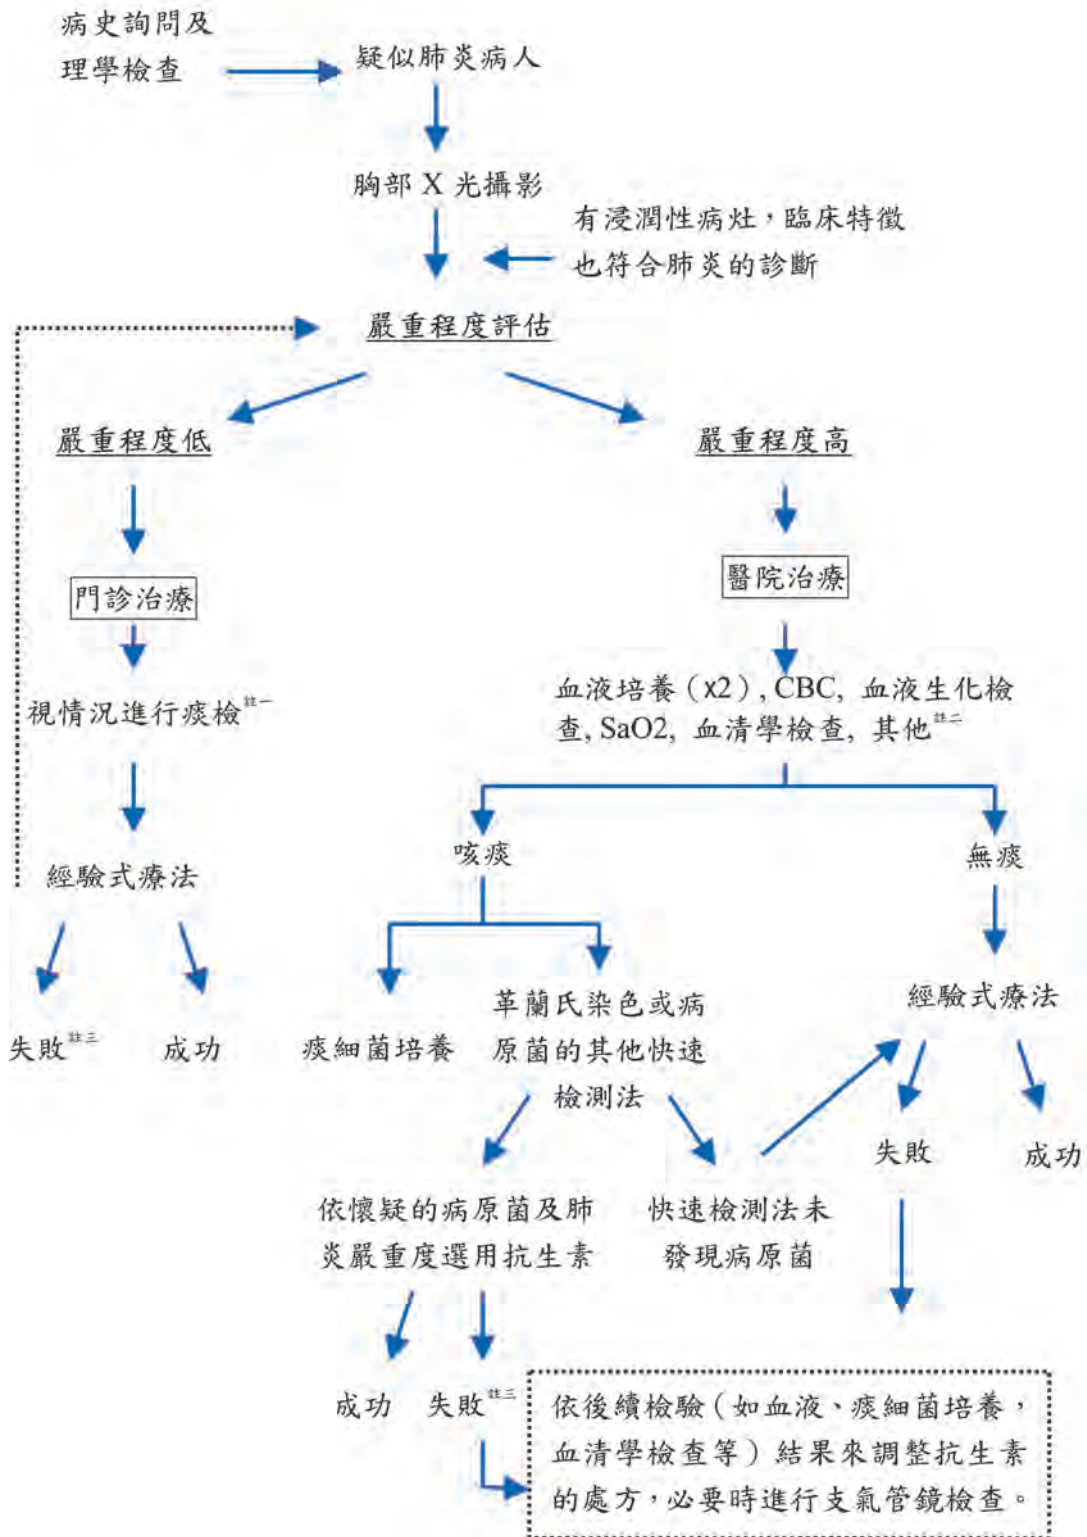 病史詢問及
理學檢查
疑似肺炎病人
胸部 X 光攝影
有浸潤性病灶，臨床特徵
也符合肺炎的診斷
嚴重程度評估
嚴重程度低
嚴重程度高
門診治療
醫院治療
視情況進行痰檢註一
血液培養（x2）, CBC, 血液生化檢
查, SaO2, 血清學檢查, 其他註二
咳痰
無痰
經驗式療法
失敗註三
成功
痰細菌培養
革蘭氏染色或病
原菌的其他快速
檢測法
經驗式療法
失敗
成功
依懷疑的病原菌及肺
炎嚴重度選用抗生素
快速檢測法未
發現病原菌
成功
失敗註三
依後續檢驗（如血液、痰細菌培養，
血清學檢查等）結果來調整抗生素
的處方，必要時進行支氣管鏡檢查。